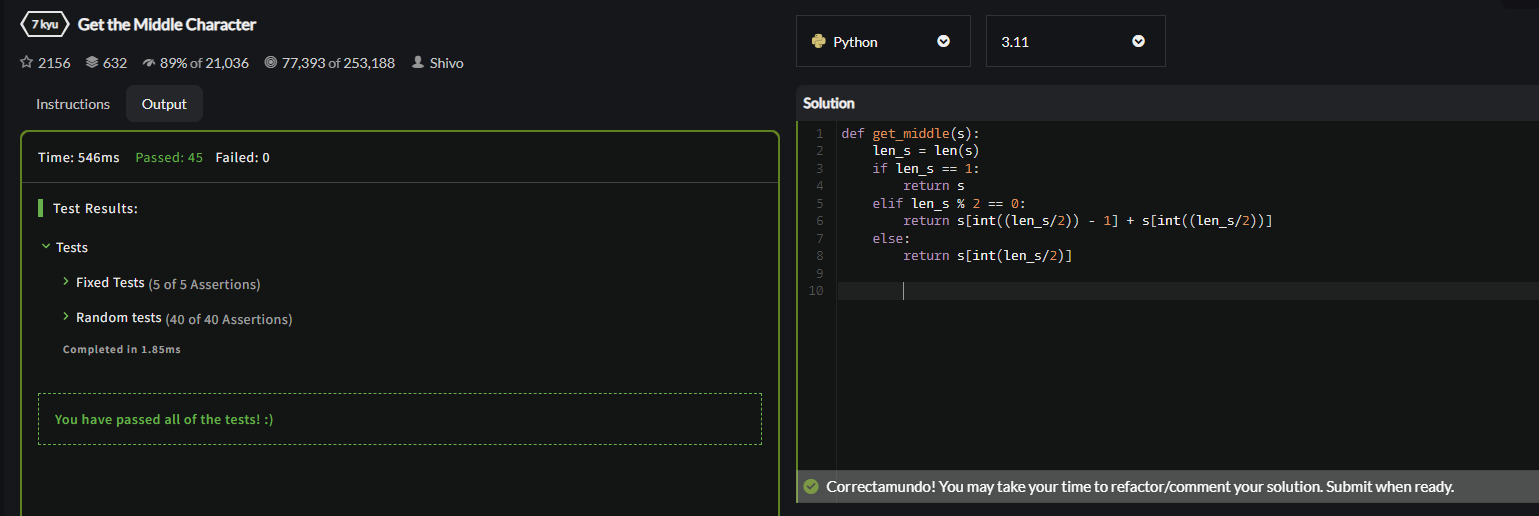 7 kyu Get the Middle Character
2156 632 89% of 21,036 77,393 of 253,188 Shivo
Instructions Output
Time: 546ms Passed: 45 Failed: 0
Test Results:
Tests
Fixed Tests (5 of 5 Assertions)
Random tests (40 of 40 Assertions)
Completed in 1.85ms
You have passed all of the tests! :)
Python 3.11
Solution
1 def get_middle(s):
2     len_s = len(s)
3     if len_s == 1:
4         return s
5     elif len_s % 2 == 0:
6         return s[int((len_s/2)) - 1] + s[int((len_s/2))]
7     else:
8         return s[int(len_s/2)]
9
10
Correctamundo! You may take your time to refactor/comment your solution. Submit when ready.